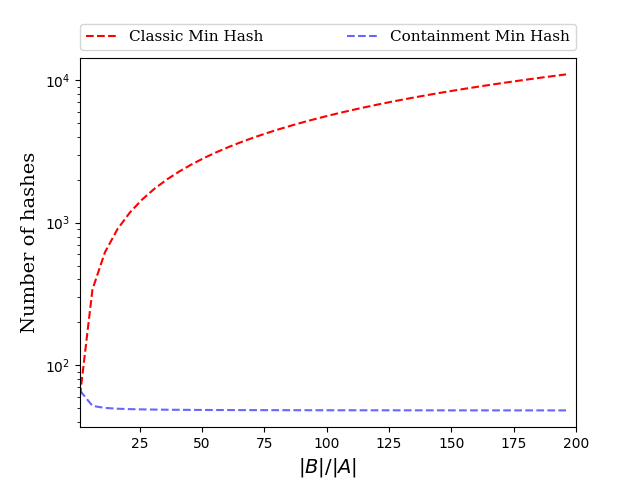 Classic Min Hash Containment Min Hash
Number of hashes
10⁴
10³
10²
25 50 75 100 125 150 175 200
|B|/|A|